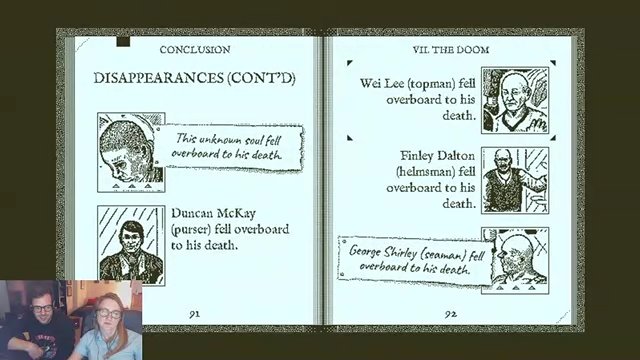 CONCLUSION
DISAPPEARANCES (CONT'D)
This unknown soul fell
overboard to his death.
Duncan McKay
(purser) fell overboard
to his death.
91
VII. THE DOOM
Wei Lee (topman) fell
overboard to his
death.
Finley Dalton
(helmsman) fell
overboard to his
death.
George Shirley (seaman) fell
overboard to his death.
92